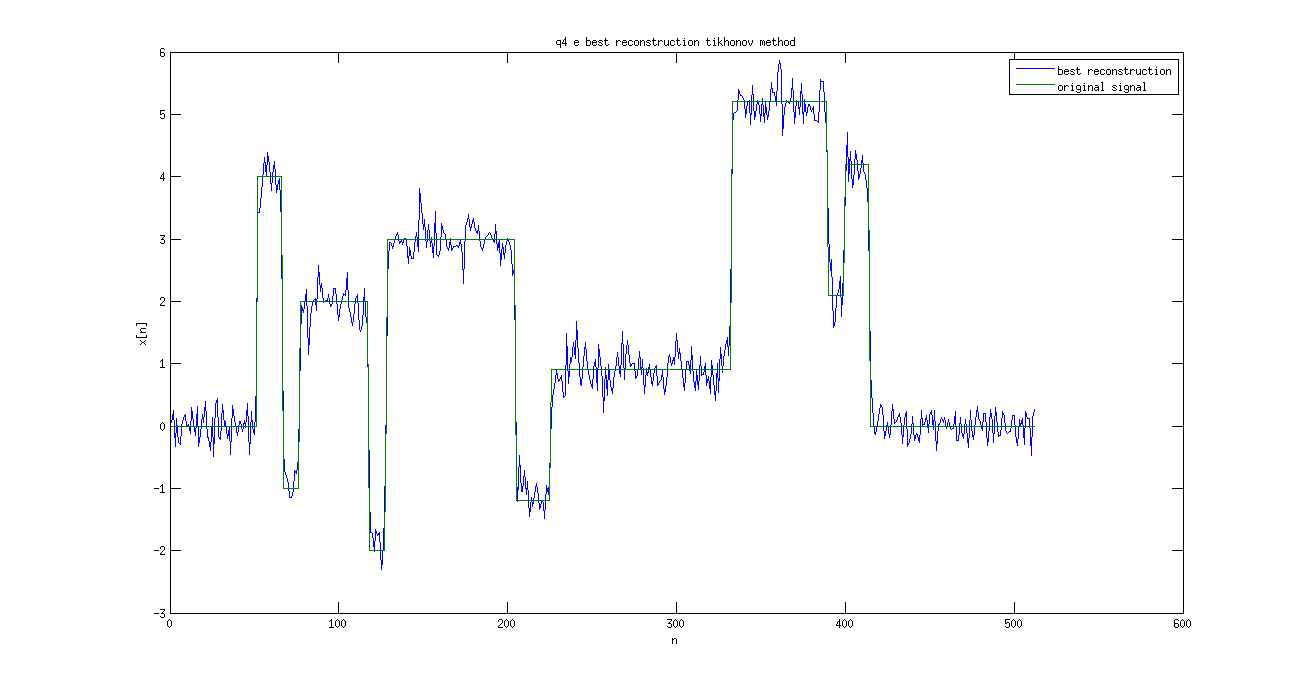 q4 e best reconstruction tikhonov method
best reconstruction
original signal
6
5
4
3
2
1
0
-1
-2
-3
x[n]
0 100 200 300 400 500 600
n